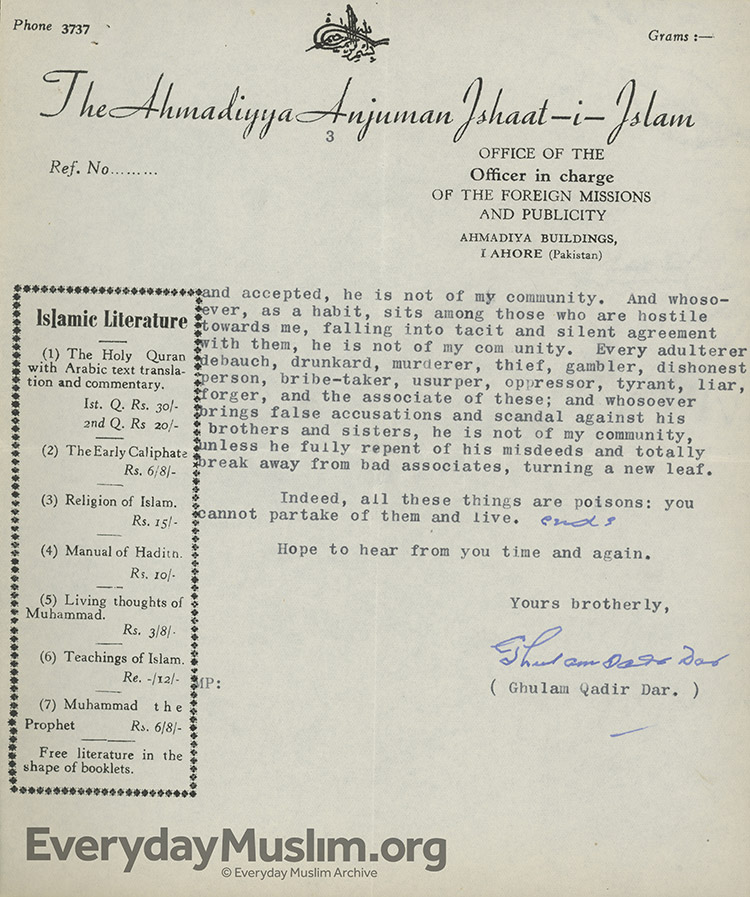 Phone 3737
Grams :—
The Ahmadiyya Anjuman Ishaat-i-Islam
3
Ref. No.........
OFFICE OF THE
Officer in charge
OF THE FOREIGN MISSIONS
AND PUBLICITY
AHMADIYA BUILDINGS,
LAHORE (Pakistan)
Islamic Literature
(1) The Holy Quran
with Arabic text transla-
tion and commentary.
Ist. Q. Rs. 30/-
2nd Q. Rs 20/-
(2) The Early Caliphate
Rs. 6/8/-
(3) Religion of Islam.
Rs. 15/-
(4) Manual of Hadith.
Rs. 10/-
(5) Living thoughts of
Muhammad.
Rs. 3/8/-
(6) Teachings of Islam.
Re. -/12/-
(7) Muhammad the
Prophet Rs. 6/8/-
Free literature in the
shape of booklets.
and accepted, he is not of my community. And whoso-
ever, as a habit, sits among those who are hostile
towards me, falling into tacit and silent agreement
with them, he is not of my com unity. Every adulterer
debauch, drunkard, murderer, thief, gambler, dishonest
person, bribe-taker, usurper, oppressor, tyrant, liar,
forger, and the associate of these; and whosoever
brings false accusations and scandal against his
brothers and sisters, he is not of my community,
unless he fully repent of his misdeeds and totally
break away from bad associates, turning a new leaf.
Indeed, all these things are poisons: you
cannot partake of them and live. ends
Hope to hear from you time and again.
Yours brotherly,
Ghulam Qadir Dar
( Ghulam Qadir Dar. )
MP:
EverydayMuslim.org
© Everyday Muslim Archive